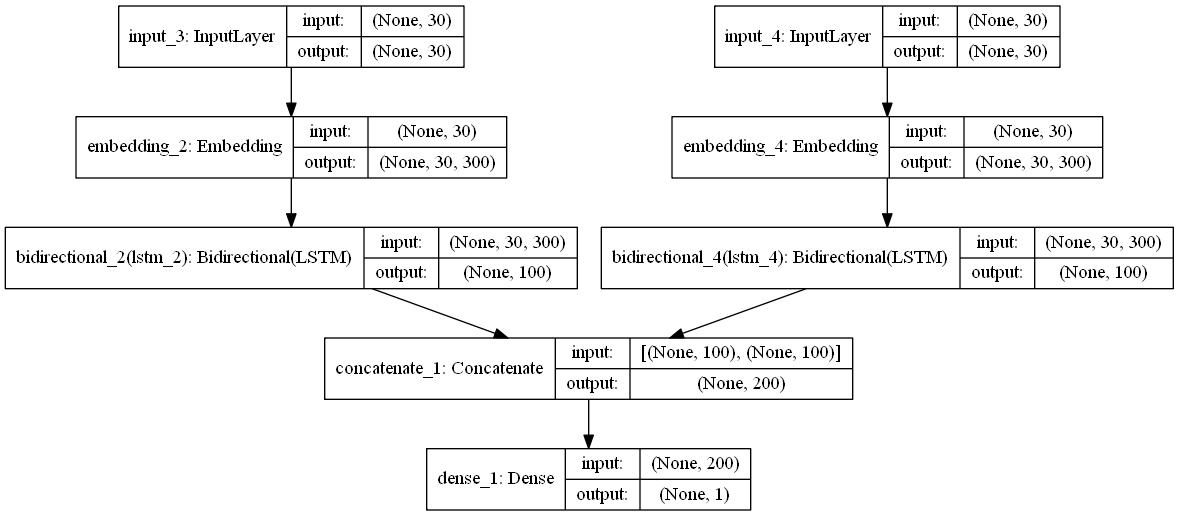 input_3: InputLayer input: (None, 30)
output: (None, 30)
input_4: InputLayer input: (None, 30)
output: (None, 30)
embedding_2: Embedding input: (None, 30)
output: (None, 30, 300)
embedding_4: Embedding input: (None, 30)
output: (None, 30, 300)
bidirectional_2(lstm_2): Bidirectional(LSTM) input: (None, 30, 300)
output: (None, 100)
bidirectional_4(lstm_4): Bidirectional(LSTM) input: (None, 30, 300)
output: (None, 100)
concatenate_1: Concatenate input: [(None, 100), (None, 100)]
output: (None, 200)
dense_1: Dense input: (None, 200)
output: (None, 1)